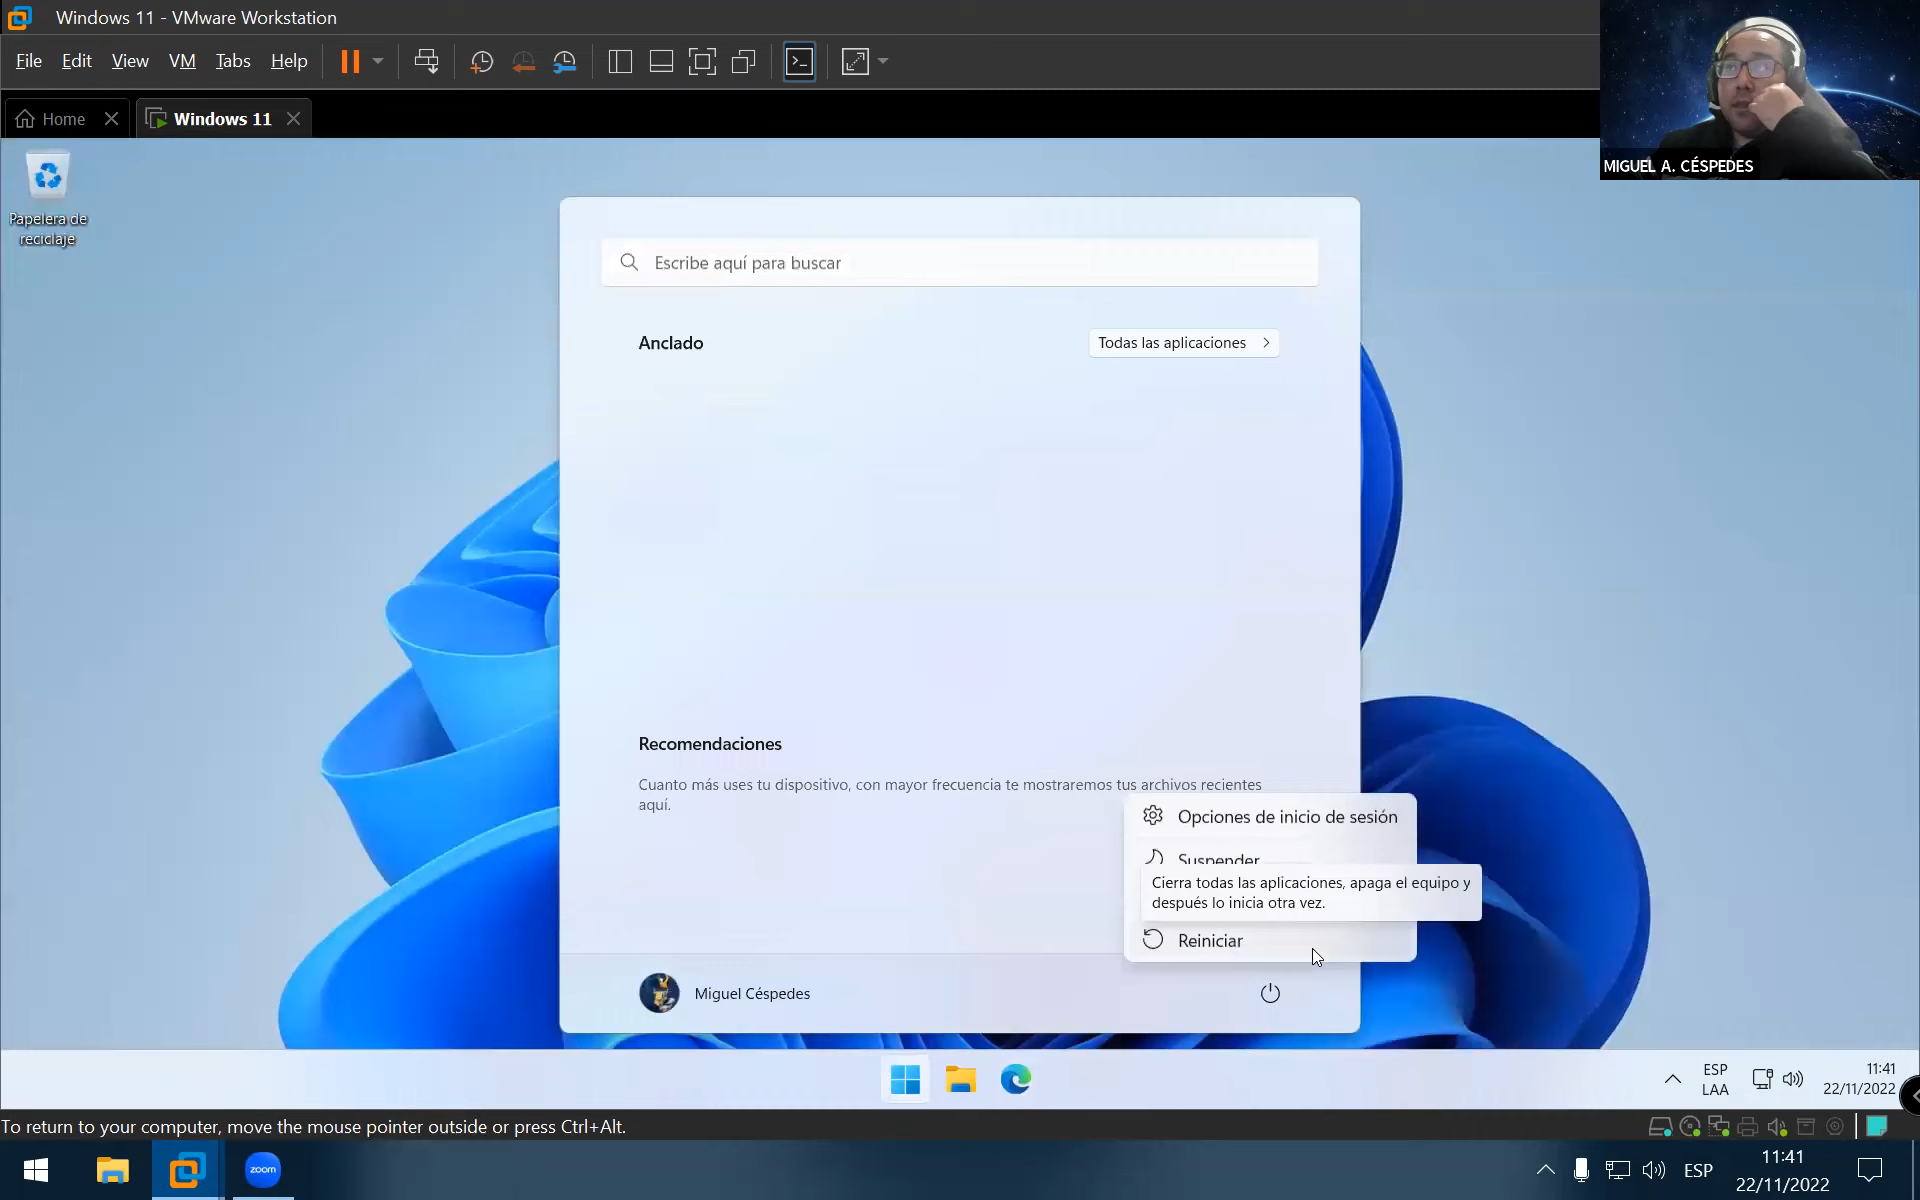 Windows 11 - VMware Workstation
File Edit View VM Tabs Help
Home
Windows 11
MIGUEL A. CÉSPEDES
Papelera de
reciclaje
Escribe aquí para buscar
Anclado
Todas las aplicaciones
Recomendaciones
Cuanto más uses tu dispositivo, con mayor frecuencia te mostraremos tus archivos recientes
aquí.
Opciones de inicio de sesión
Suspender
Cierra todas las aplicaciones, apaga el equipo y
después lo inicia otra vez.
Reiniciar
Miguel Céspedes
ESP
LAA
11:41
22/11/2022
To return to your computer, move the mouse pointer outside or press Ctrl+Alt.
zoom
ESP
11:41
22/11/2022